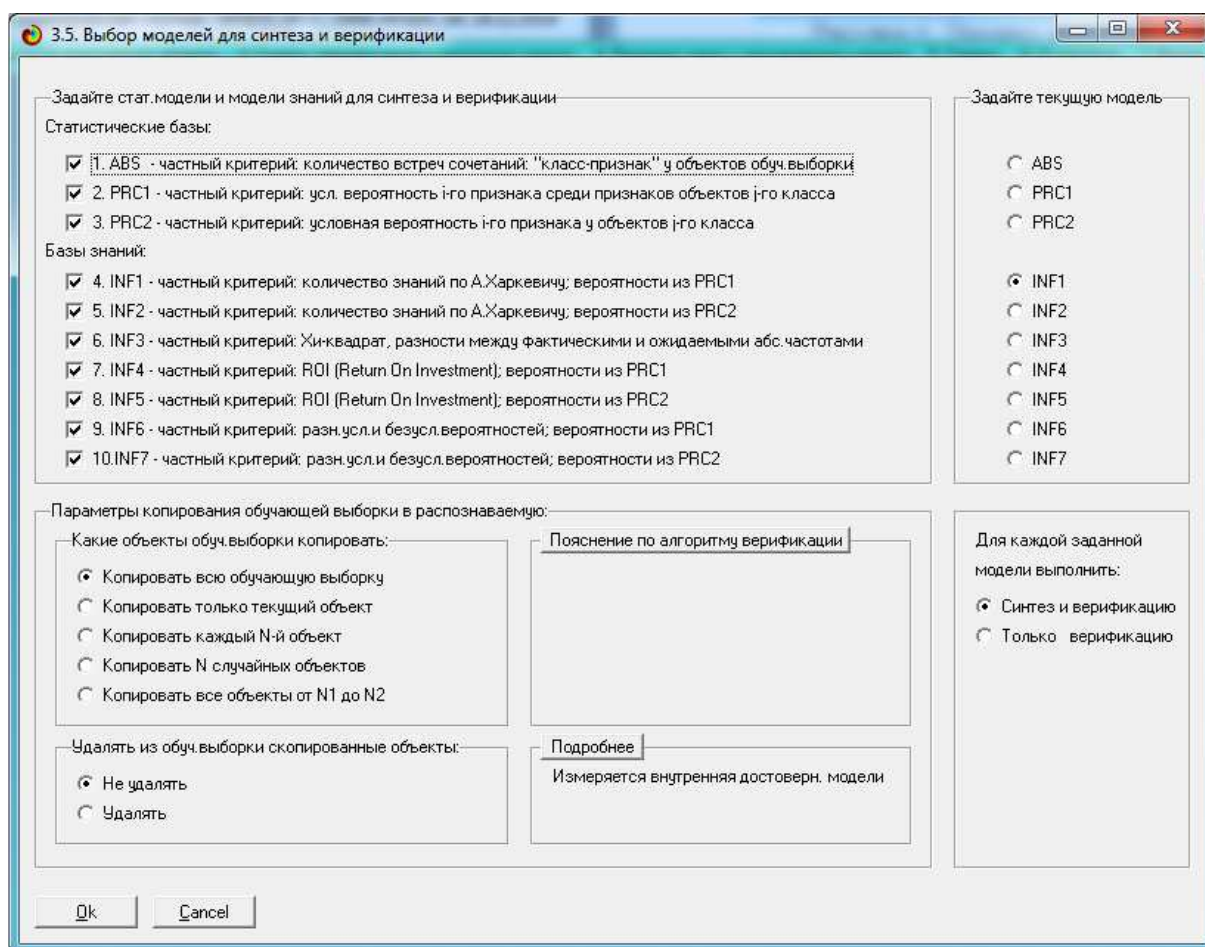 3.5. Выбор моделей для синтеза и верификации
Задайте стат.модели и модели знаний для синтеза и верификации
Статистические базы:
1. ABS - частный критерий: количество встреч сочетаний: "класс-признак" у объектов обуч.выборки
2. PRC1 - частный критерий: усл. вероятность i-го признака среди признаков объектов j-го класса
3. PRC2 - частный критерий: условная вероятность i-го признака у объектов j-го класса
Базы знаний:
4. INF1 - частный критерий: количество знаний по А.Харкевичу; вероятности из PRC1
5. INF2 - частный критерий: количество знаний по А.Харкевичу; вероятности из PRC2
6. INF3 - частный критерий: Хи-квадрат, разности между фактическими и ожидаемыми абс.частотами
7. INF4 - частный критерий: ROI (Return On Investment); вероятности из PRC1
8. INF5 - частный критерий: ROI (Return On Investment); вероятности из PRC2
9. INF6 - частный критерий: разн.усл.и безусл.вероятностей; вероятности из PRC1
10.INF7 - частный критерий: разн.усл.и безусл.вероятностей; вероятности из PRC2
Задайте текущую модель
ABS
PRC1
PRC2
INF1
INF2
INF3
INF4
INF5
INF6
INF7
Параметры копирования обучающей выборки в распознаваемую:
Какие объекты обуч.выборки копировать:
Копировать всю обучающую выборку
Копировать только текущий объект
Копировать каждый N-й объект
Копировать N случайных объектов
Копировать все объекты от N1 до N2
Пояснение по алгоритму верификации
Удалять из обуч.выборки скопированные объекты:
Не удалять
Удалять
Подробнее
Измеряется внутренняя достоверн. модели
Для каждой заданной
модели выполнить:
Синтез и верификацию
Только верификацию
Ok
Cancel